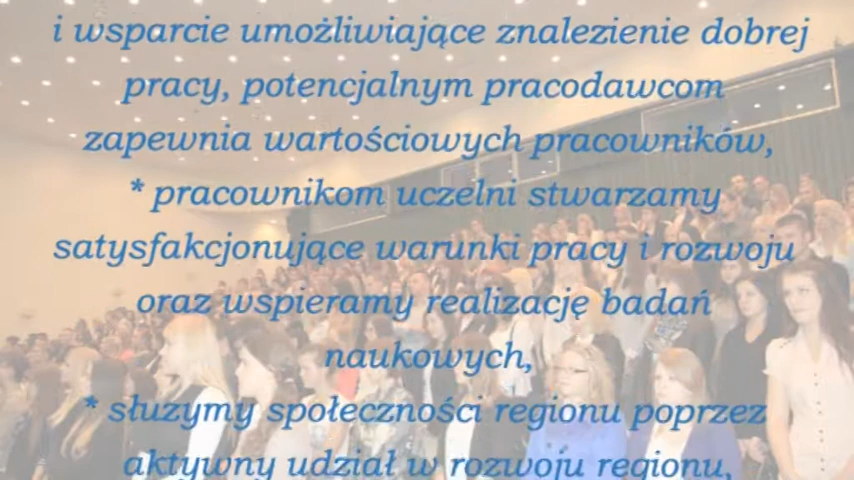 i wsparcie umożliwiające znalezienie dobrej
pracy, potencjalnym pracodawcom
zapewnia wartościowych pracowników,
* pracownikom uczelni stwarzamy
satysfakcjonujące warunki pracy i rozwoju
oraz wspieramy realizację badań
naukowych,
* służymy społeczności regionu poprzez
aktywny udział w rozwoju regionu,